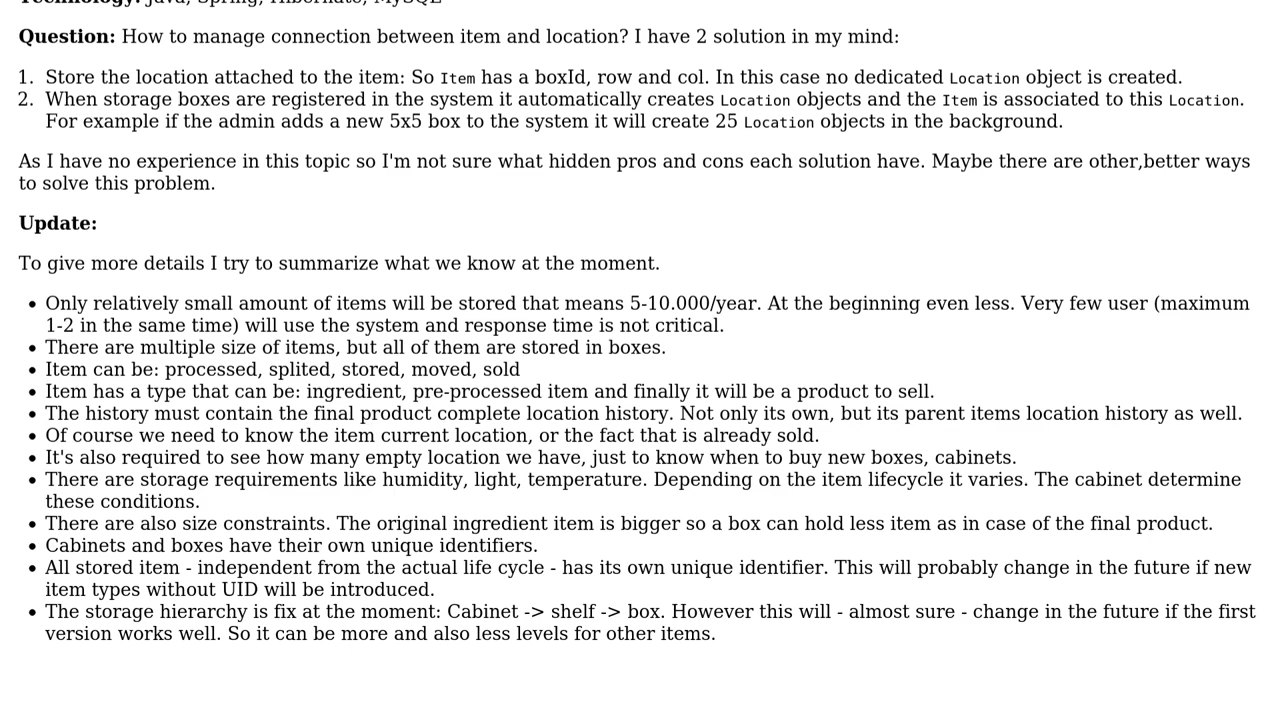 Technology: Java, Spring, Hibernate, MySQL
Question: How to manage connection between item and location? I have 2 solution in my mind:
1. Store the location attached to the item: So Item has a boxId, row and col. In this case no dedicated Location object is created.
2. When storage boxes are registered in the system it automatically creates Location objects and the Item is associated to this Location.
For example if the admin adds a new 5x5 box to the system it will create 25 Location objects in the background.
As I have no experience in this topic so I'm not sure what hidden pros and cons each solution have. Maybe there are other,better ways
to solve this problem.
Update:
To give more details I try to summarize what we know at the moment.
• Only relatively small amount of items will be stored that means 5-10.000/year. At the beginning even less. Very few user (maximum
1-2 in the same time) will use the system and response time is not critical.
• There are multiple size of items, but all of them are stored in boxes.
• Item can be: processed, splited, stored, moved, sold
• Item has a type that can be: ingredient, pre-processed item and finally it will be a product to sell.
• The history must contain the final product complete location history. Not only its own, but its parent items location history as well.
• Of course we need to know the item current location, or the fact that is already sold.
• It's also required to see how many empty location we have, just to know when to buy new boxes, cabinets.
• There are storage requirements like humidity, light, temperature. Depending on the item lifecycle it varies. The cabinet determine
these conditions.
• There are also size constraints. The original ingredient item is bigger so a box can hold less item as in case of the final product.
• Cabinets and boxes have their own unique identifiers.
• All stored item - independent from the actual life cycle - has its own unique identifier. This will probably change in the future if new
item types without UID will be introduced.
• The storage hierarchy is fix at the moment: Cabinet -> shelf -> box. However this will - almost sure - change in the future if the first
version works well. So it can be more and also less levels for other items.